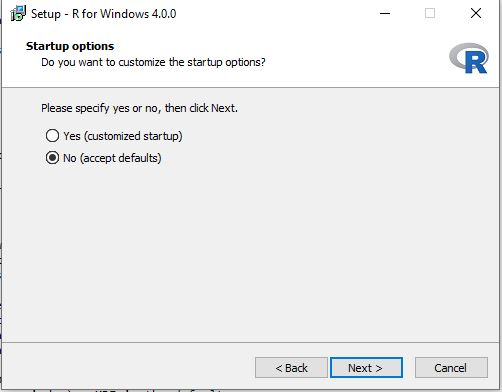 Setup - R for Windows 4.0.0
Startup options
Do you want to customize the startup options?
R
Please specify yes or no, then click Next.
Yes (customized startup)
No (accept defaults)
< Back
Next >
Cancel